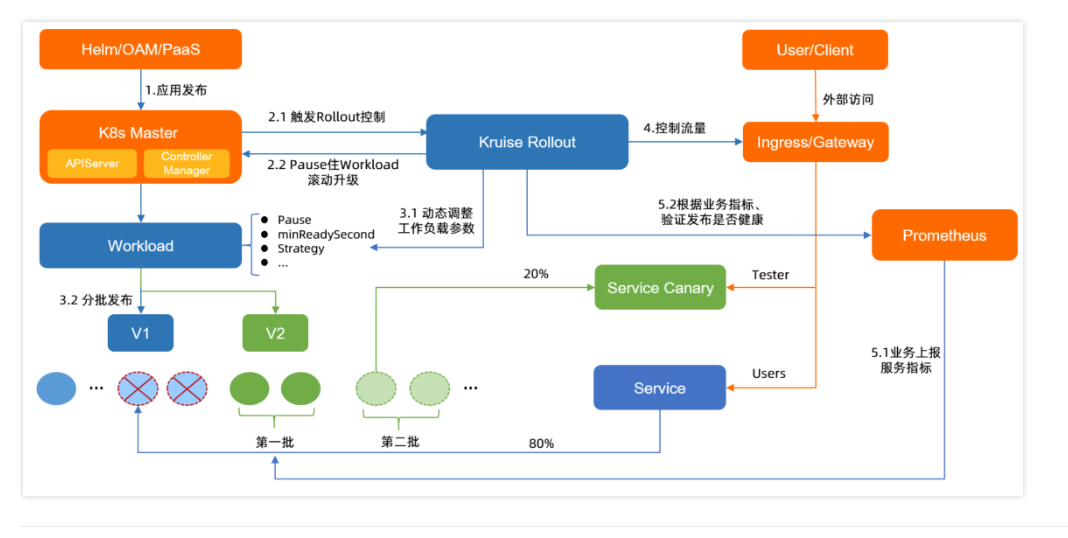 Helm/OAM/PaaS
User/Client
1.应用发布
外部访问
2.1 触发Rollout控制
K8s Master
APIServer
Controller
Manager
Kruise Rollout
4.控制流量
Ingress/Gateway
2.2 Pause住Workload
滚动升级
3.1 动态调整
工作负载参数
5.2根据业务指标、
验证发布是否健康
Workload
● Pause
● minReadySecond
● Strategy
● ...
Prometheus
20%
Service Canary
Tester
3.2 分批发布
V1
V2
5.1业务上报
服务指标
...
...
Service
Users
第一批
第二批
80%